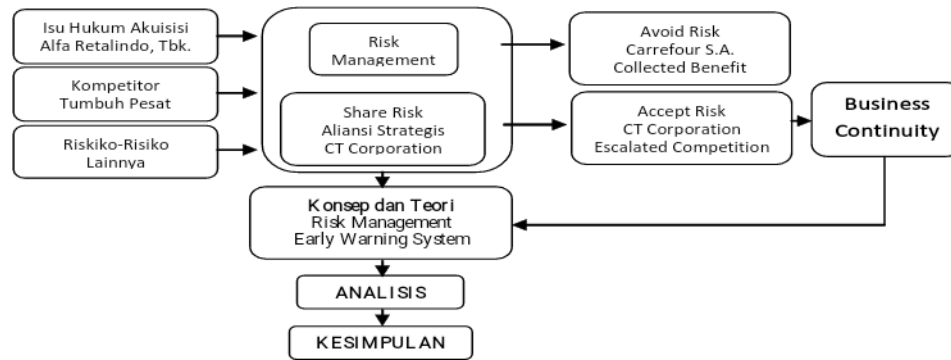 Isu Hukum Akuisisi
Alfa Retalindo, Tbk.
Kompetitor
Tumbuh Pesat
Riskiko-Risiko
Lainnya
Risk
Management
Share Risk
Aliansi Strategis
CT Corporation
Avoid Risk
Carrefour S.A.
Collected Benefit
Accept Risk
CT Corporation
Escalated Competition
Business
Continuity
Konsep dan Teori
Risk Management
Early Warning System
ANALISIS
KESIMPULAN